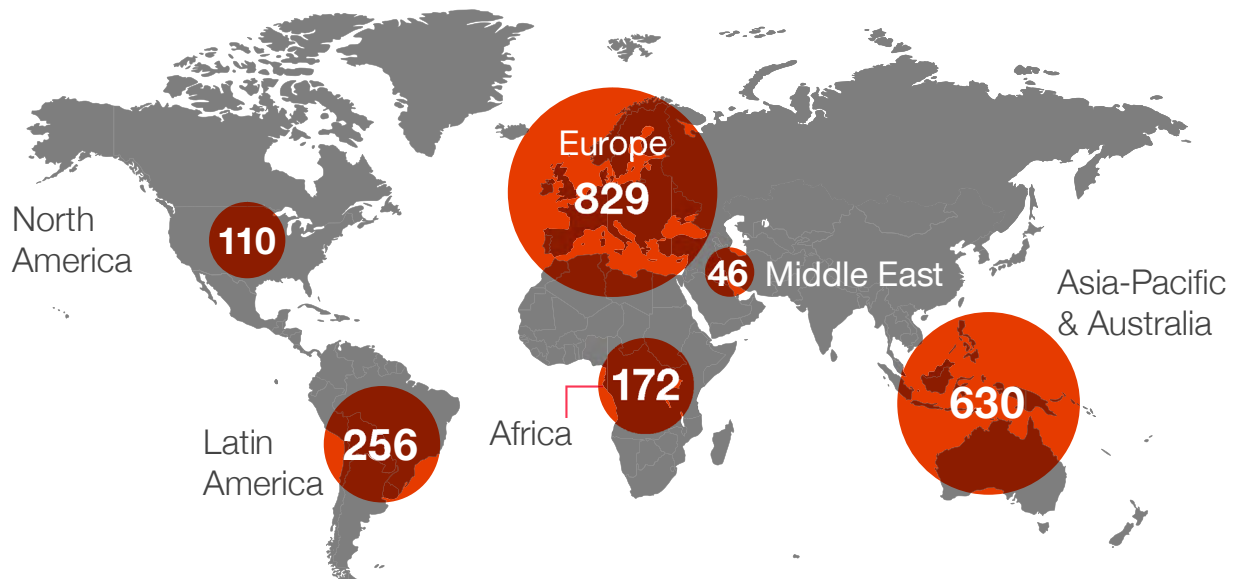 Europe
829
North
America
110
46
Middle East
Asia-Pacific
& Australia
630
172
Africa
Latin
America
256